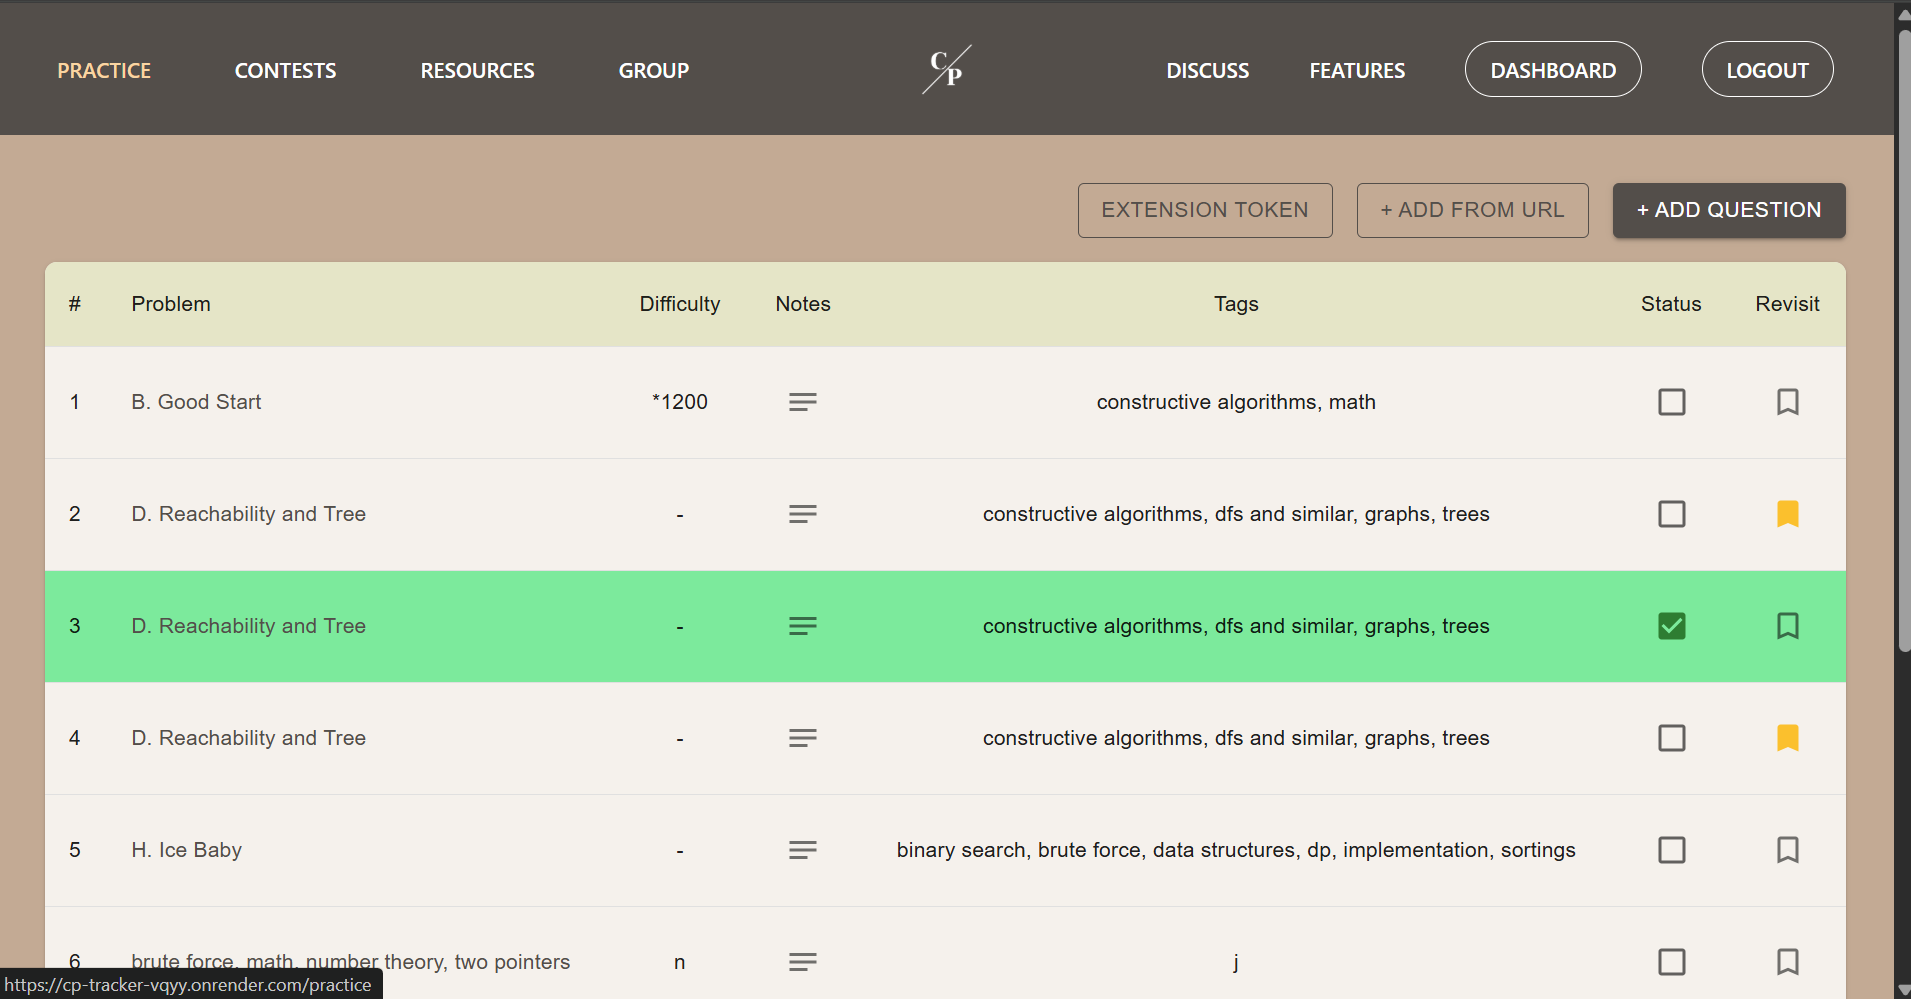 PRACTICE CONTESTS RESOURCES GROUP C P DISCUSS FEATURES DASHBOARD LOGOUT
EXTENSION TOKEN + ADD FROM URL + ADD QUESTION
# Problem Difficulty Notes Tags Status Revisit
1 B. Good Start *1200 constructive algorithms, math
2 D. Reachability and Tree - constructive algorithms, dfs and similar, graphs, trees
3 D. Reachability and Tree - constructive algorithms, dfs and similar, graphs, trees
4 D. Reachability and Tree - constructive algorithms, dfs and similar, graphs, trees
5 H. Ice Baby - binary search, brute force, data structures, dp, implementation, sortings
6 brute force, math, number theory, two pointers n j
https://cp-tracker-vqyy.onrender.com/practice